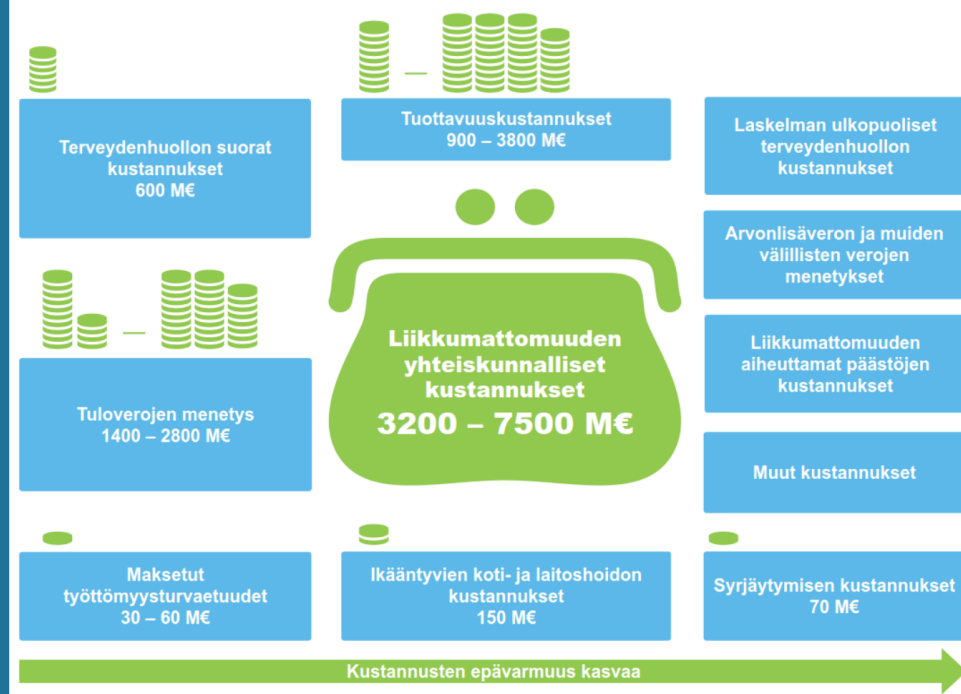 Terveydenhuollon suorat
kustannukset
600 M€
Tuottavuuskustannukset
900 – 3800 M€
Laskelman ulkopuoliset
terveydenhuollon
kustannukset
Arvonlisäveron ja muiden
välillisten verojen
menetykset
Liikkumattomuuden
yhteiskunnalliset
kustannukset
3200 – 7500 M€
Liikkumattomuuden
aiheuttamat päästöjen
kustannukset
Tuloverojen menetys
1400 – 2800 M€
Muut kustannukset
Maksetut
työttömyysturvaetuudet
30 – 60 M€
Ikääntyvien koti- ja laitoshoidon
kustannukset
150 M€
Syrjäytymisen kustannukset
70 M€
Kustannusten epävarmuus kasvaa